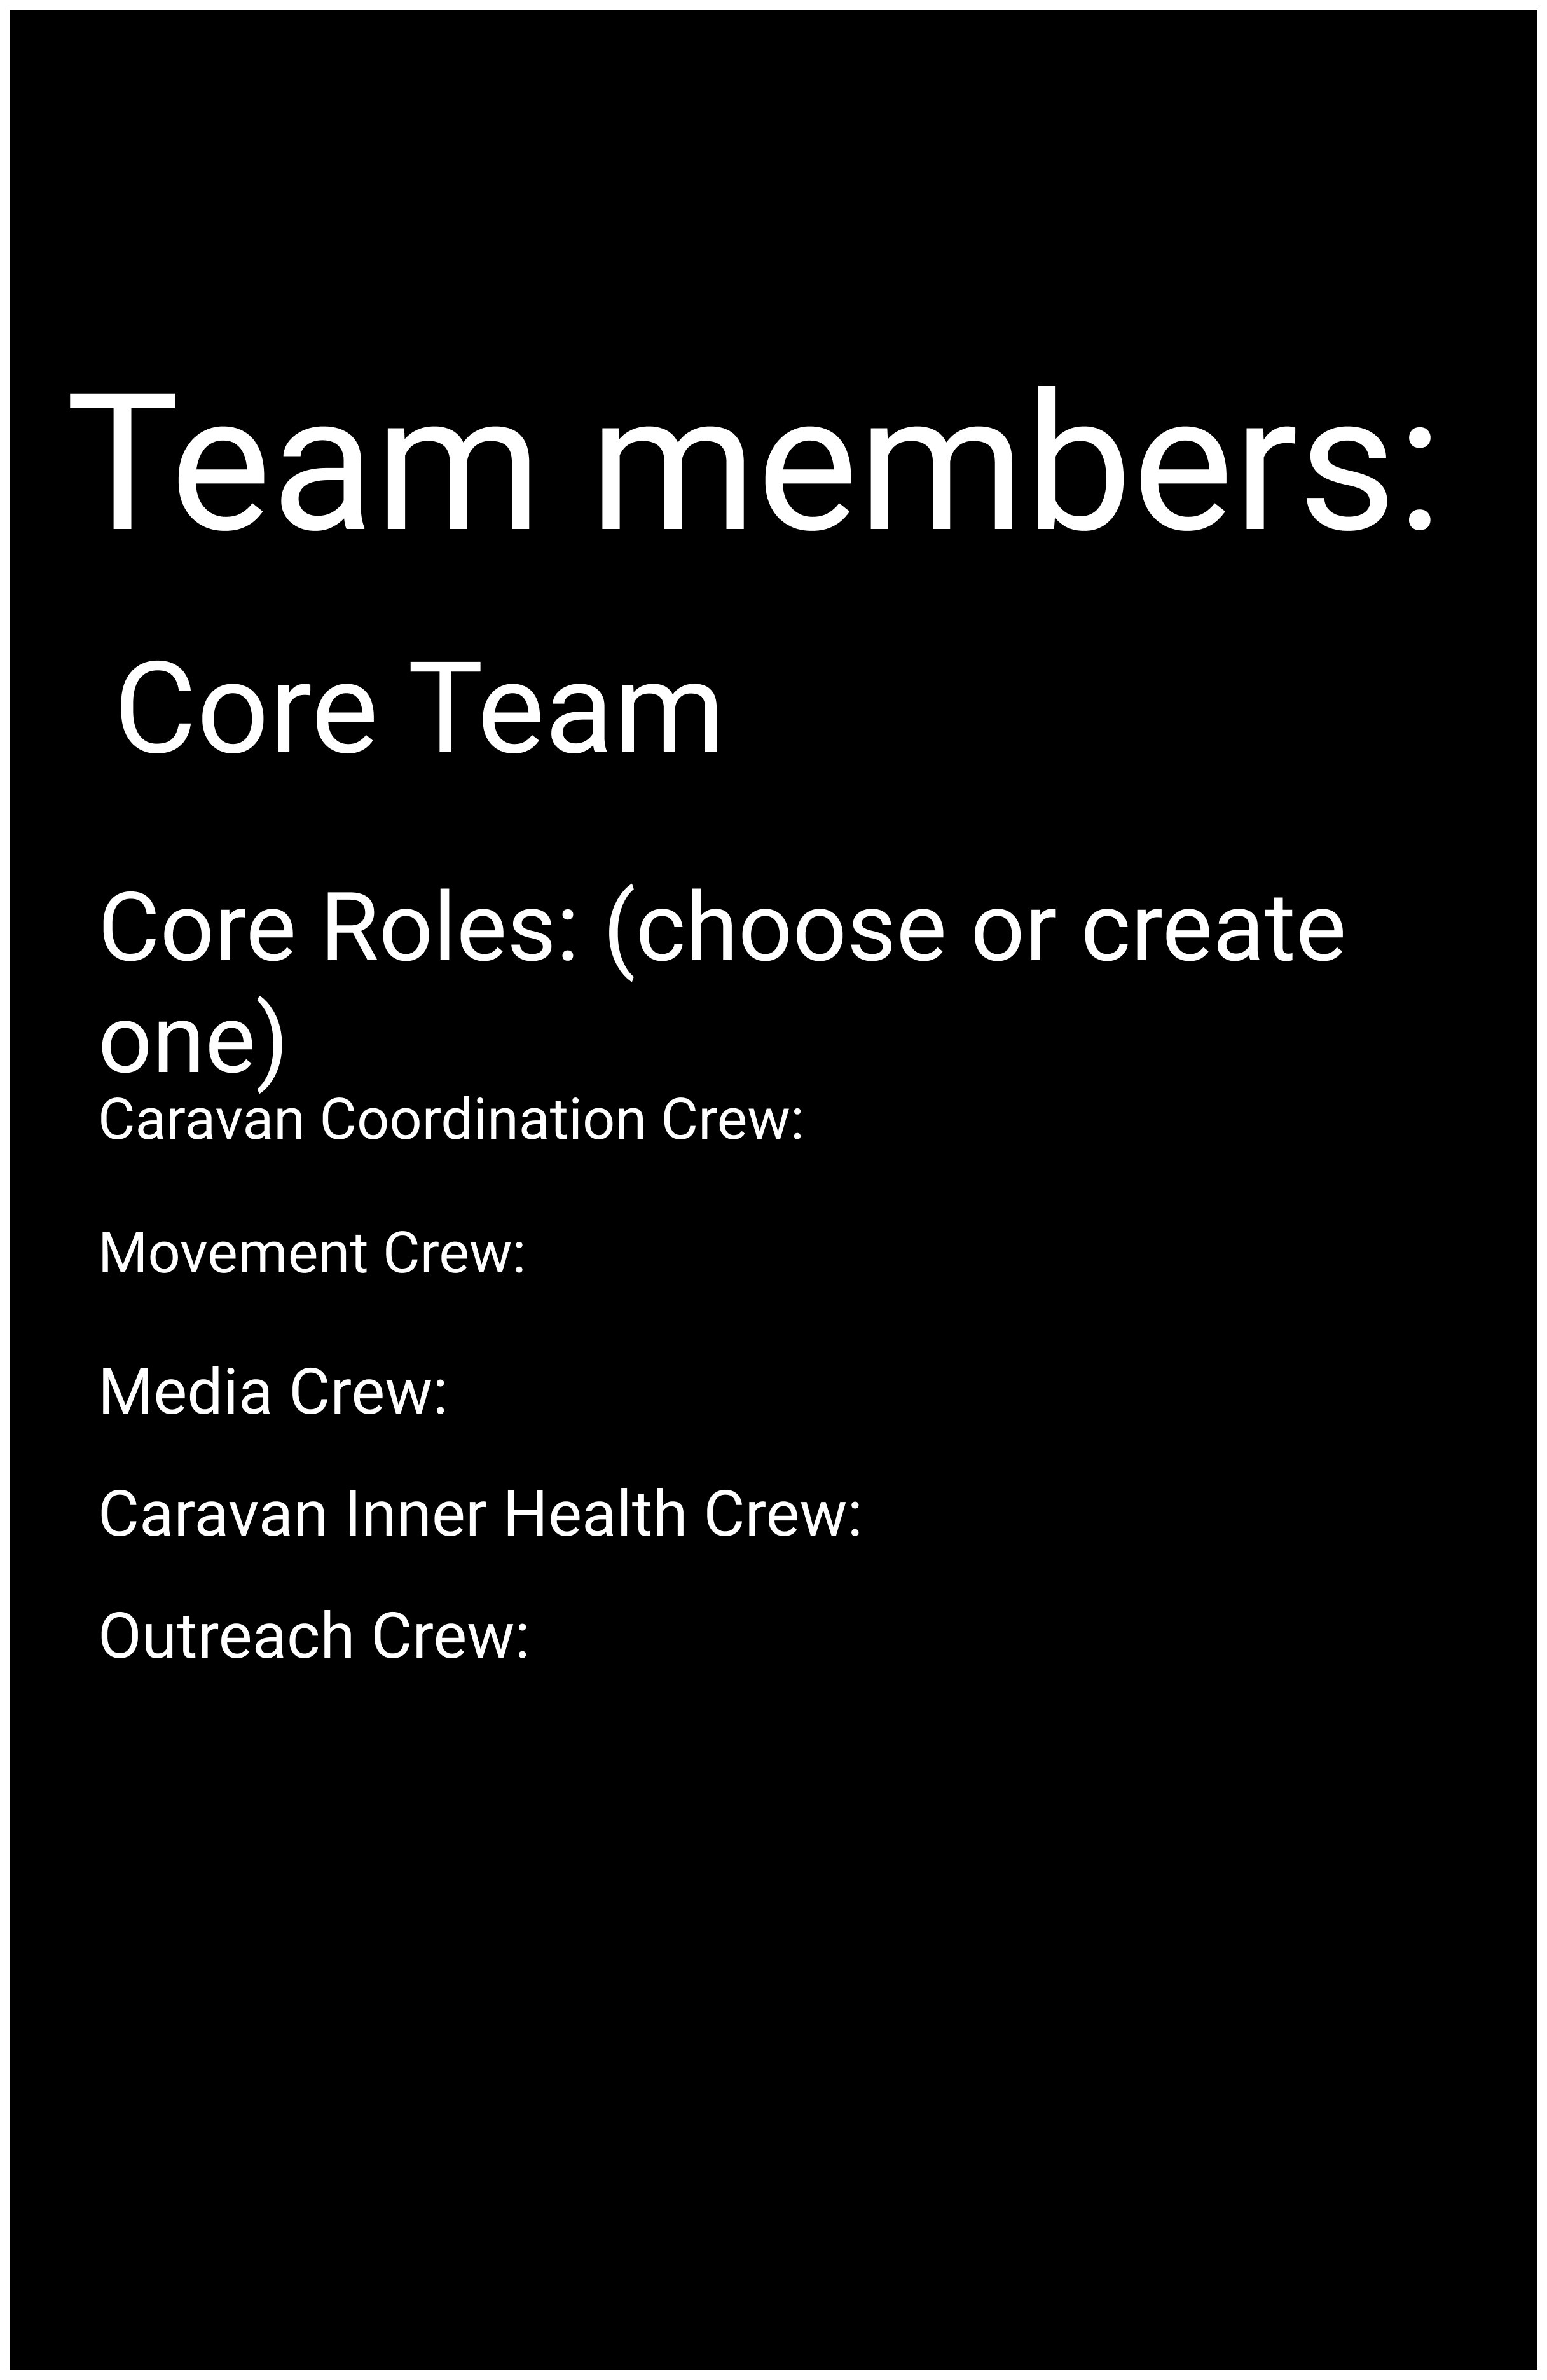 Team members:
Core Team
Core Roles: (choose or create
one)
Caravan Coordination Crew:
Movement Crew:
Media Crew:
Caravan Inner Health Crew:
Outreach Crew: